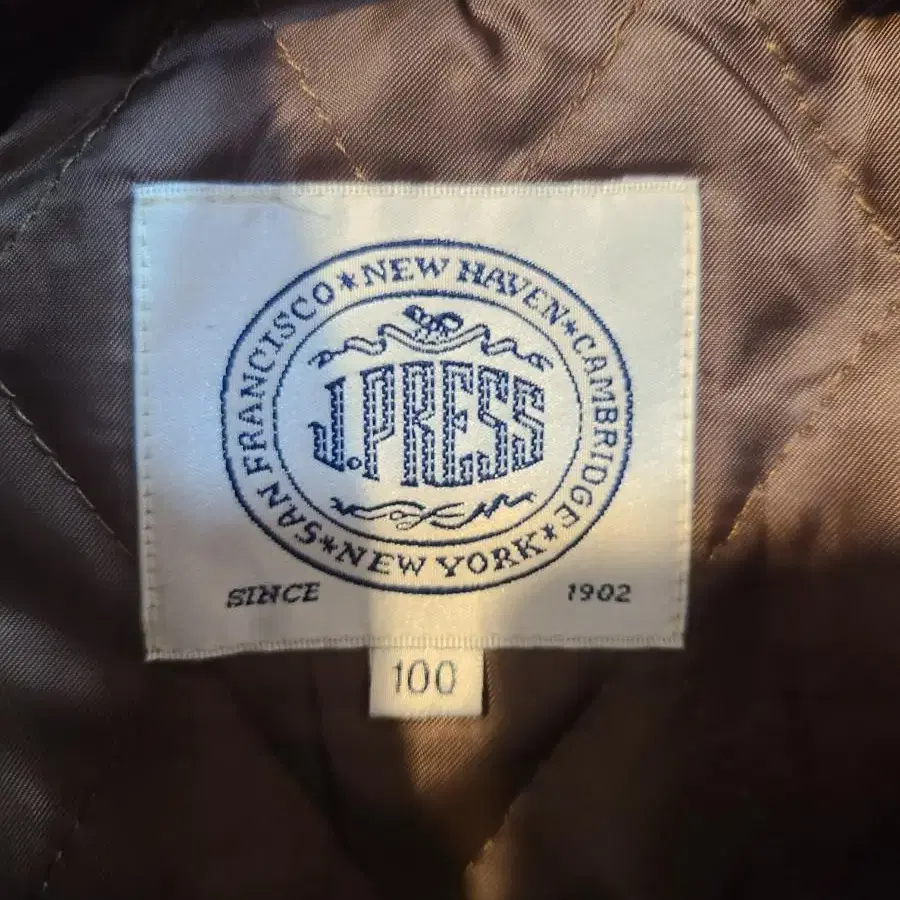 SAN FRANCISCO★NEW HAVEN★CAMBRIDGE★NEW YORK★
J.PRESS
SINCE 1902
100